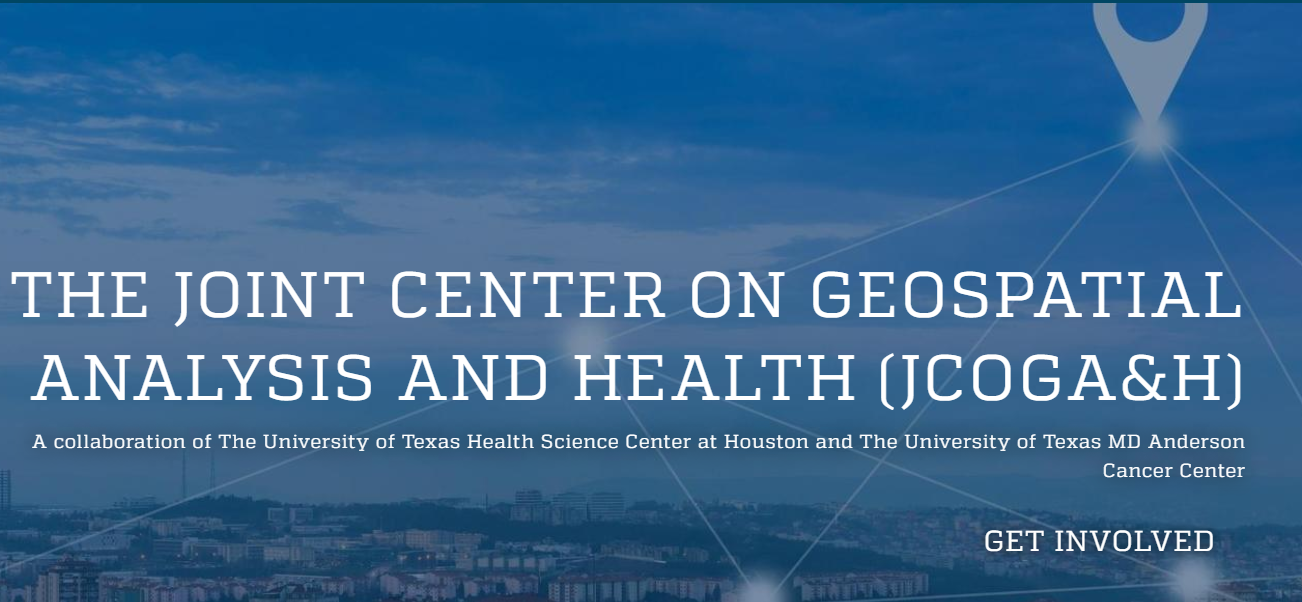 THE JOINT CENTER ON GEOSPATIAL
ANALYSIS AND HEALTH (JCOGA&H)
A collaboration of The University of Texas Health Science Center at Houston and The University of Texas MD Anderson
Cancer Center
GET INVOLVED